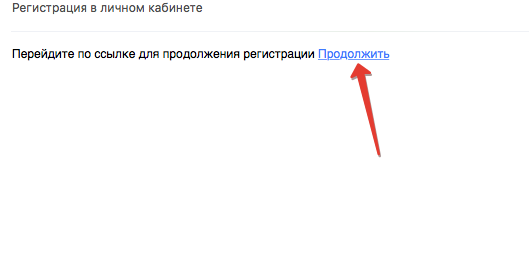 Регистрация в личном кабинете
Перейдите по ссылке для продолжения регистрации Продолжить